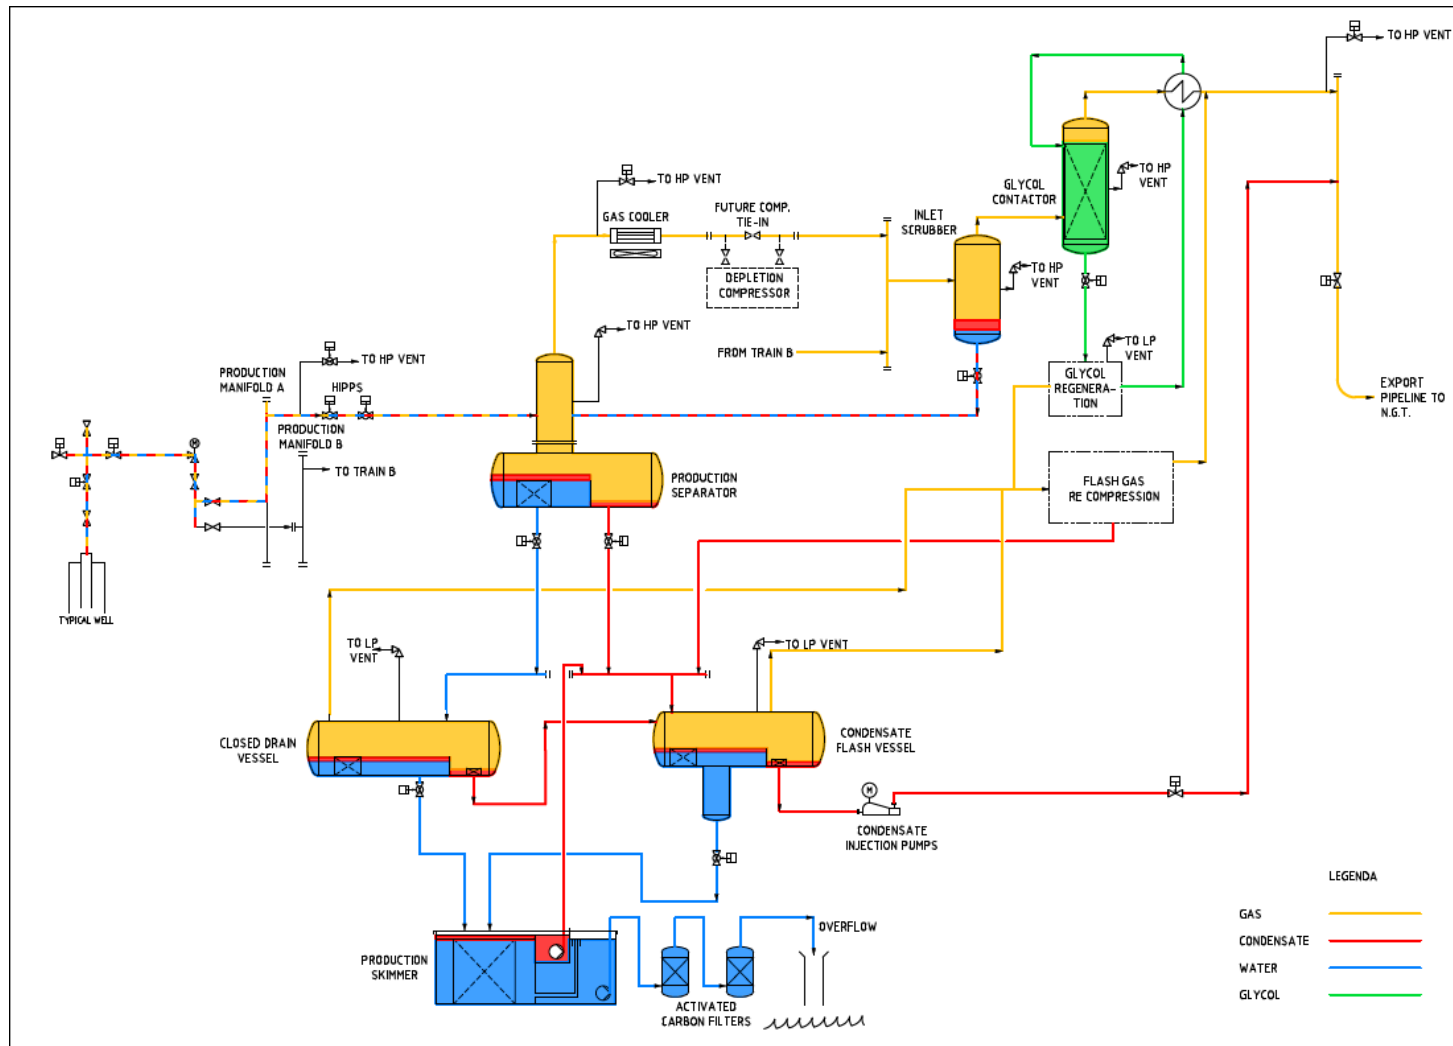 TO HP VENT
TO HP VENT
GAS COOLER
FUTURE COMP.
TIE-IN
DEPLETION
COMPRESSOR
INLET
SCRUBBER
GLYCOL
CONTACTOR
TO HP
VENT
TO HP
VENT
TO HP VENT
FROM TRAIN B
TO LP
VENT
GLYCOL
REGENERA-
TION
EXPORT
PIPELINE TO
N.G.T.
TO HP VENT
PRODUCTION
MANIFOLD A
HIPPS
PRODUCTION
MANIFOLD B
M
TO TRAIN B
PRODUCTION
SEPARATOR
FLASH GAS
RE COMPRESSION
TYPICAL WELL
TO LP
VENT
TO LP VENT
CLOSED DRAIN
VESSEL
CONDENSATE
FLASH VESSEL
M
CONDENSATE
INJECTION PUMPS
PRODUCTION
SKIMMER
OVERFLOW
ACTIVATED
CARBON FILTERS
LEGENDA
GAS
CONDENSATE
WATER
GLYCOL